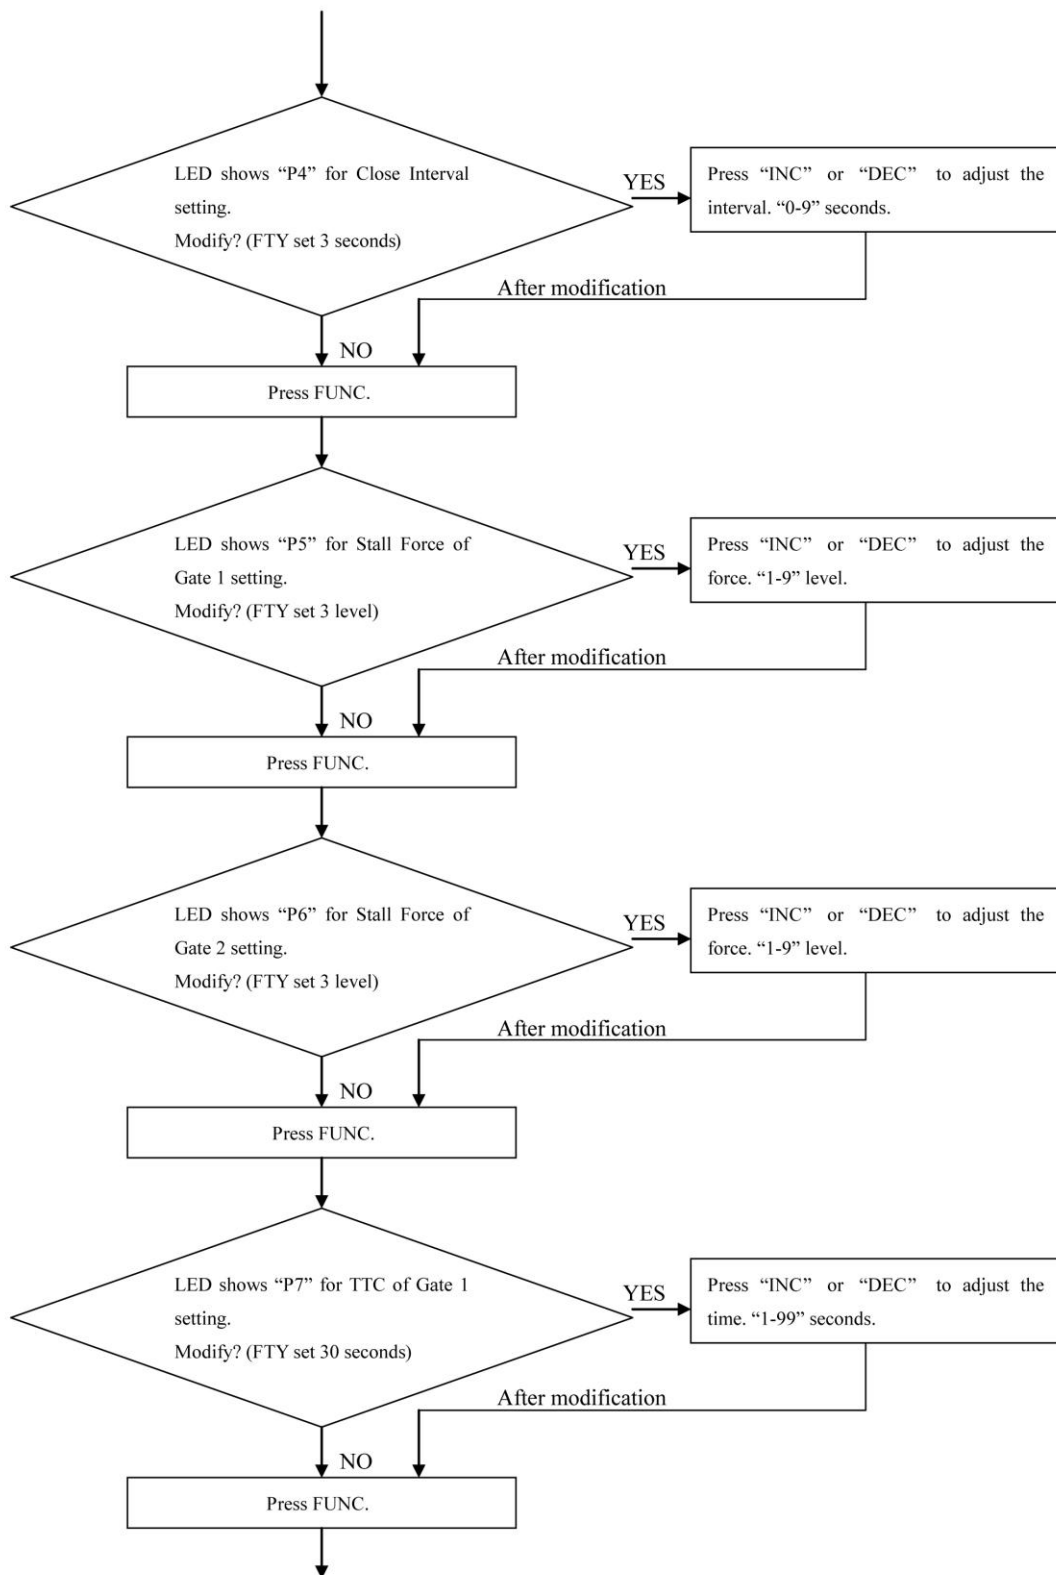 LED shows “P4” for Close Interval
setting.
Modify? (FTY set 3 seconds)
YES
Press “INC” or “DEC” to adjust the
interval. “0-9” seconds.
After modification
NO
Press FUNC.
LED shows “P5” for Stall Force of
Gate 1 setting.
Modify? (FTY set 3 level)
YES
Press “INC” or “DEC” to adjust the
force. “1-9” level.
After modification
NO
Press FUNC.
LED shows “P6” for Stall Force of
Gate 2 setting.
Modify? (FTY set 3 level)
YES
Press “INC” or “DEC” to adjust the
force. “1-9” level.
After modification
NO
Press FUNC.
LED shows “P7” for TTC of Gate 1
setting.
Modify? (FTY set 30 seconds)
YES
Press “INC” or “DEC” to adjust the
time. “1-99” seconds.
After modification
NO
Press FUNC.